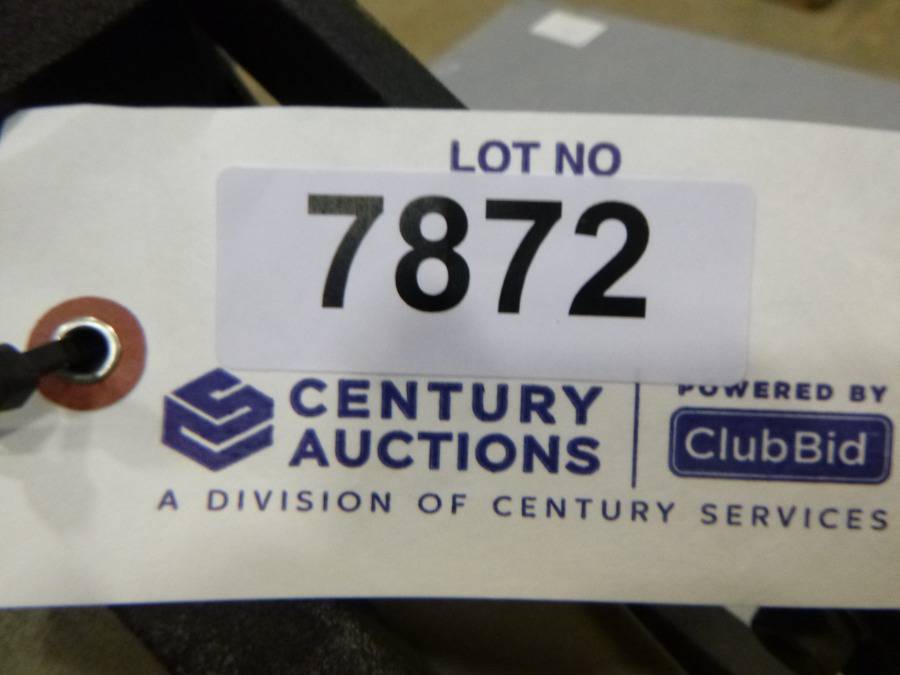 LOT NO
7872
CENTURY
AUCTIONS
POWERED BY
ClubBid
A DIVISION OF CENTURY SERVICES